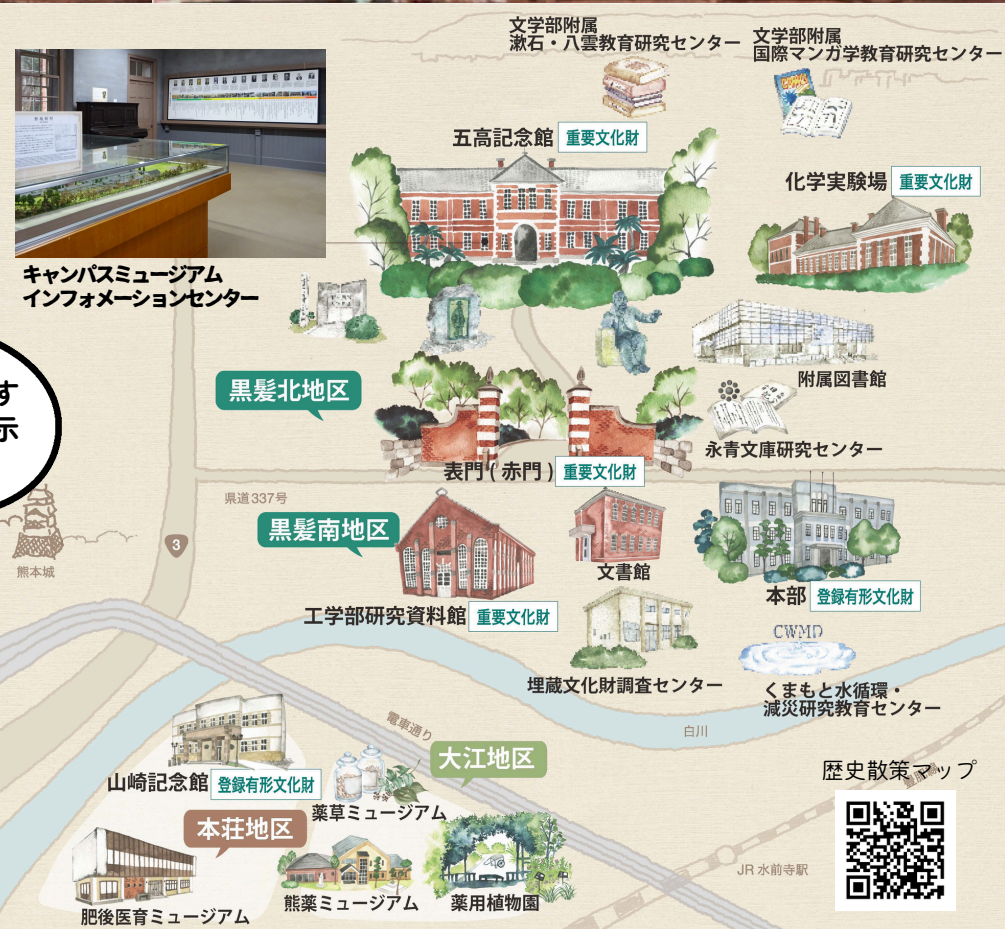 文学部附属
漱石・八雲教育研究センター
文学部附属
国際マンガ学教育研究センター
五高記念館 重要文化財
化学実験場 重要文化財
キャンパスミュージアム
インフォメーションセンター
附属図書館
す
示
黒髪北地区
永青文庫研究センター
表門(赤門) 重要文化財
県道337号
黒髪南地区
3
熊本城
文書館
本部 登録有形文化財
工学部研究資料館 重要文化財
CWMD
埋蔵文化財調査センター
くまもと水循環・
減災研究教育センター
電車通り
白川
大江地区
山崎記念館 登録有形文化財
薬草ミュージアム
歴史散策マップ
本荘地区
JR 水前寺駅
肥後医育ミュージアム
熊薬ミュージアム
薬用植物園